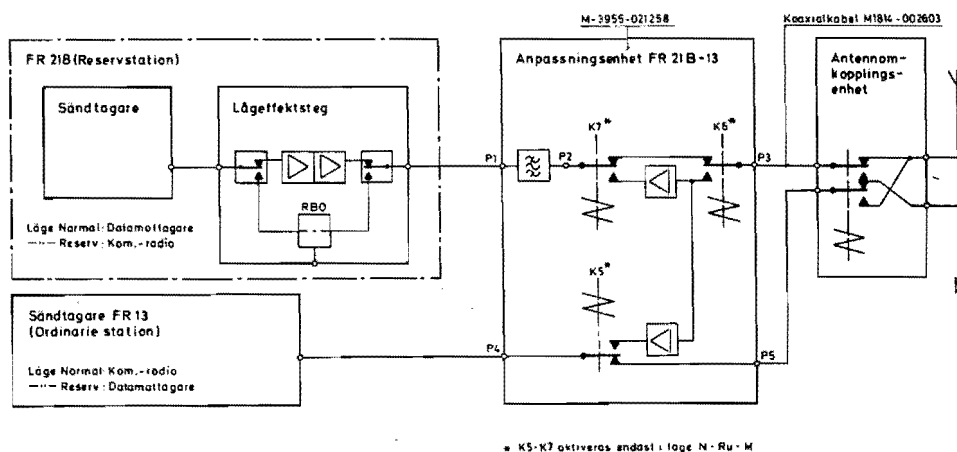 M-3955-021258
Koaxialkabel M1814-002603
FR 21B (Reservstation)
Sändtagare
Lågeffektsteg
RBO
Läge Normal: Datamottagare
—··— Reserv: Kom.-radio
Anpassningsenhet FR 21B-13
K7*
K6*
P1
P2
P3
K5*
P4
P5
Antennom-
kopplings-
enhet
Sändtagare FR 13
(Ordinarie station)
Läge Normal: Kom.-radio
—··— Reserv: Datamottagare
* K5-K7 aktiveras endast i läge N-Ru-M